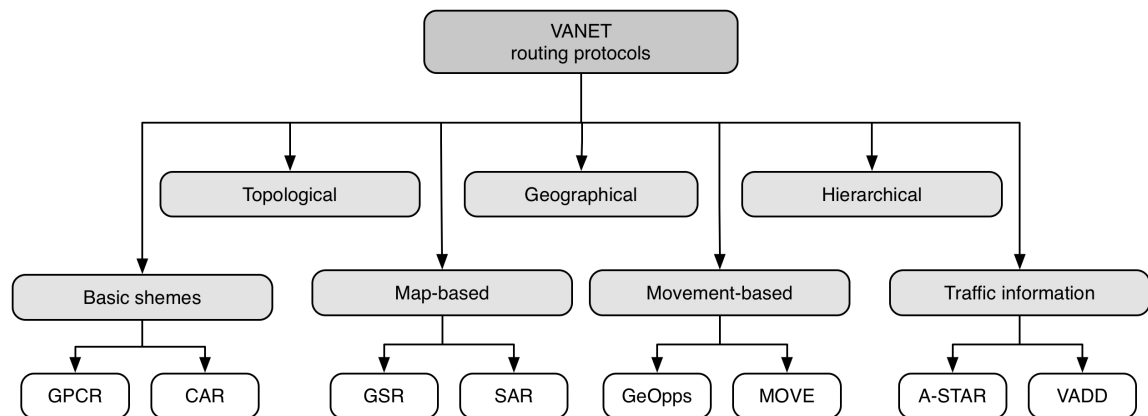 VANET
routing protocols
Topological
Geographical
Hierarchical
Basic shemes
Map-based
Movement-based
Traffic information
GPCR
CAR
GSR
SAR
GeOpps
MOVE
A-STAR
VADD